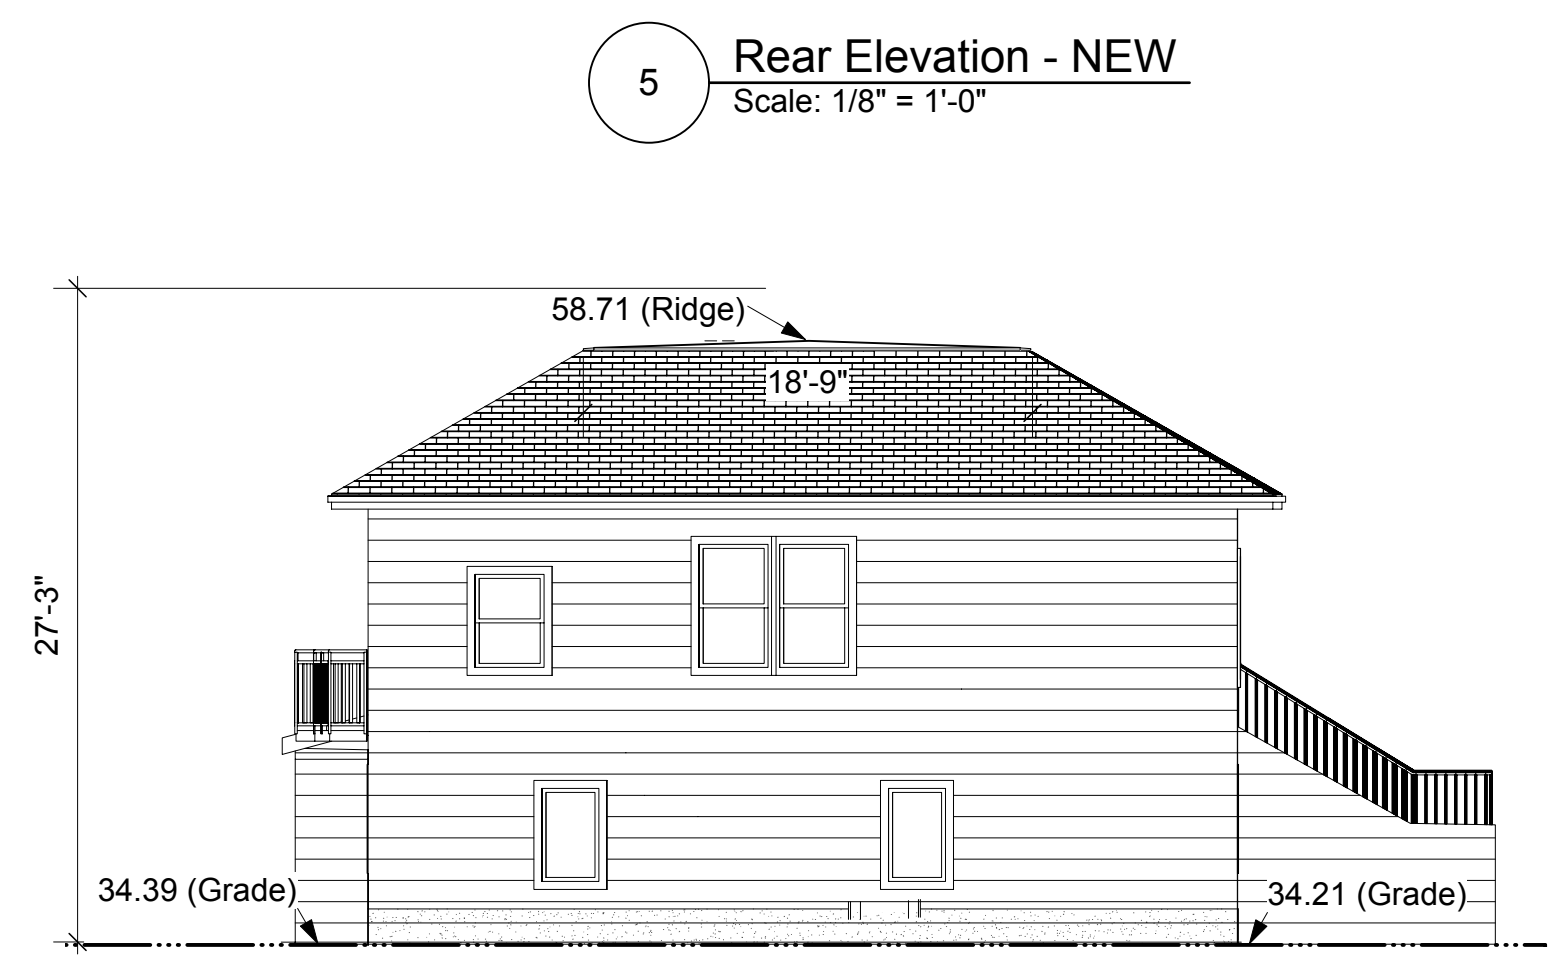 5
Rear Elevation - NEW
Scale: 1/8" = 1'-0"
58.71 (Ridge)
18'-9"
27'-3"
34.39 (Grade)
34.21 (Grade)